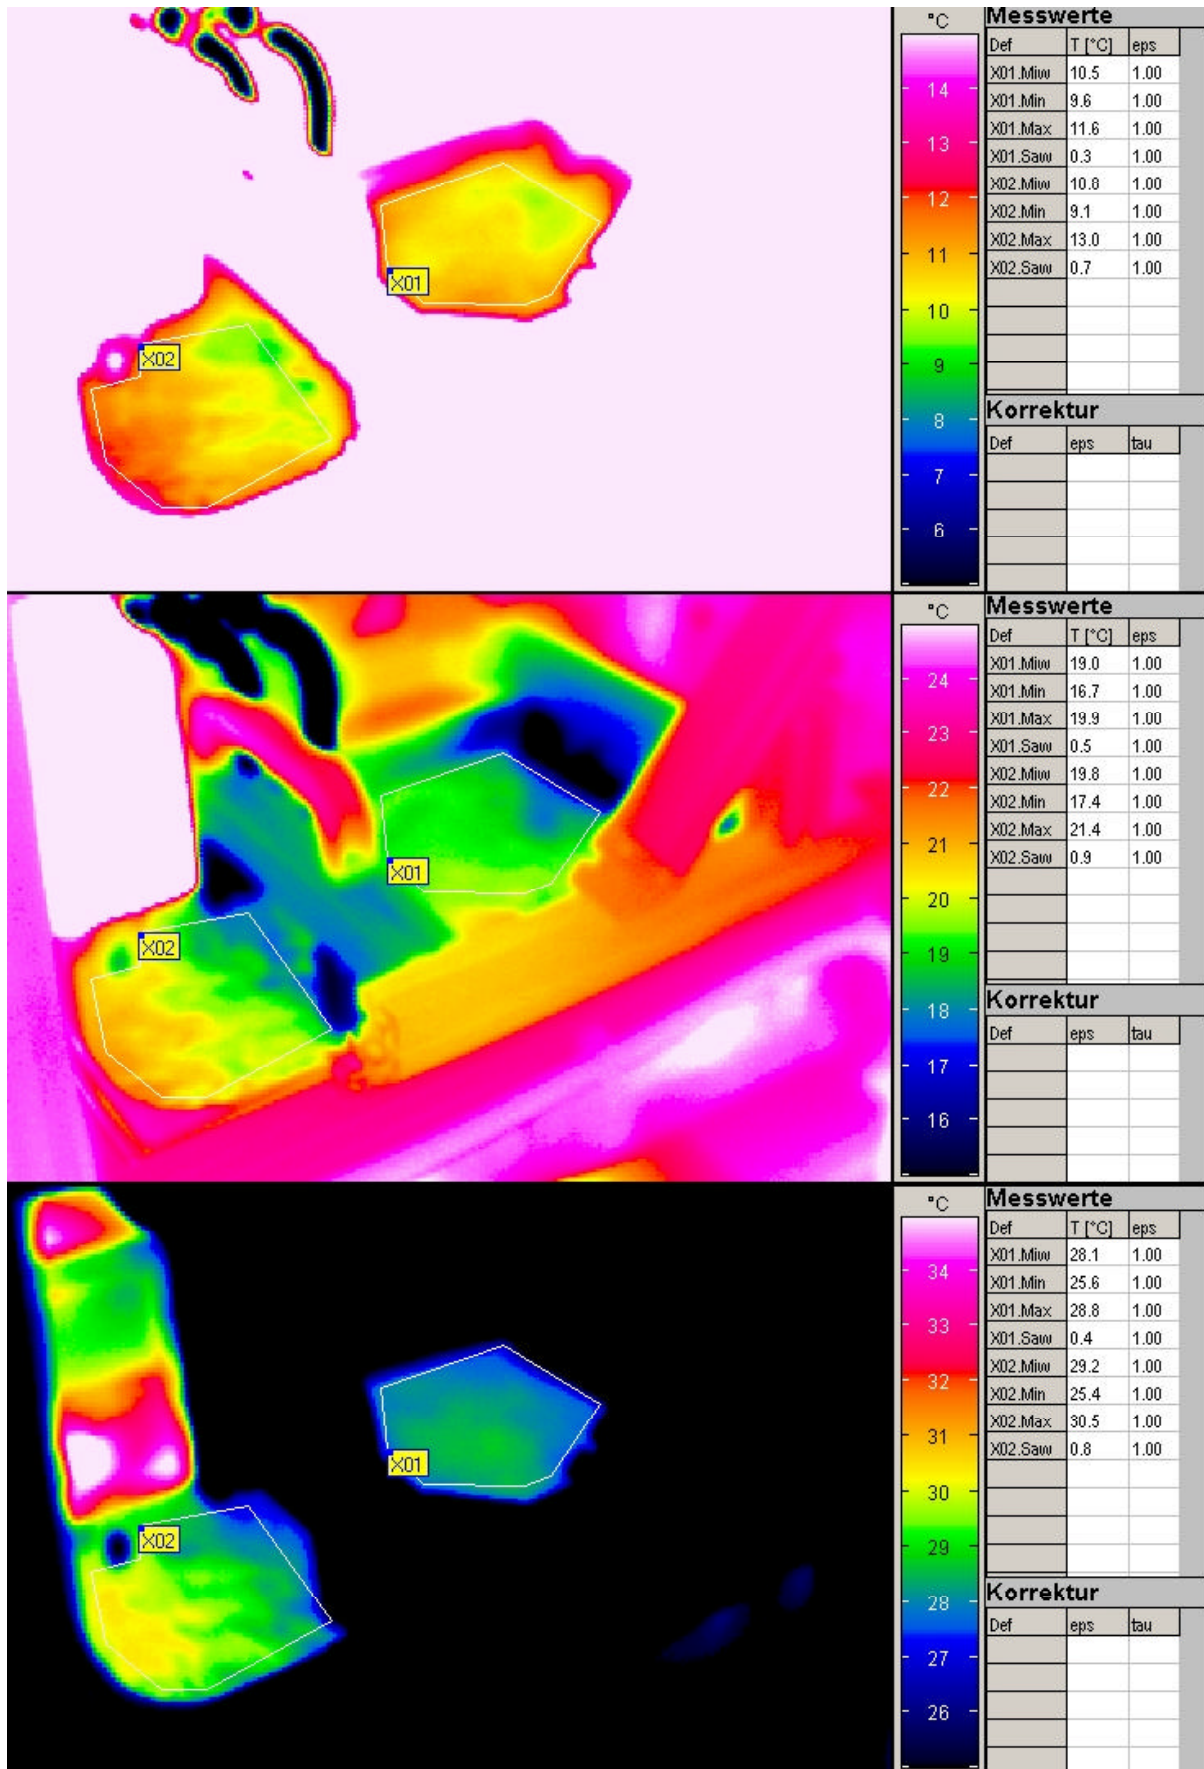 °C
Messwerte
Def T [°C] eps
X01.Miw 10.5 1.00
X01.Min 9.6 1.00
X01.Max 11.6 1.00
X01.Saw 0.3 1.00
X02.Miw 10.8 1.00
X02.Min 9.1 1.00
X02.Max 13.0 1.00
X02.Saw 0.7 1.00
14
13
12
11
10
9
8
7
6
X01
X02
Korrektur
Def eps tau
°C
Messwerte
Def T [°C] eps
X01.Miw 19.0 1.00
X01.Min 16.7 1.00
X01.Max 19.9 1.00
X01.Saw 0.5 1.00
X02.Miw 19.8 1.00
X02.Min 17.4 1.00
X02.Max 21.4 1.00
X02.Saw 0.9 1.00
24
23
22
21
20
19
18
17
16
X01
X02
Korrektur
Def eps tau
°C
Messwerte
Def T [°C] eps
X01.Miw 28.1 1.00
X01.Min 25.6 1.00
X01.Max 28.8 1.00
X01.Saw 0.4 1.00
X02.Miw 29.2 1.00
X02.Min 25.4 1.00
X02.Max 30.5 1.00
X02.Saw 0.8 1.00
34
33
32
31
30
29
28
27
26
X01
X02
Korrektur
Def eps tau